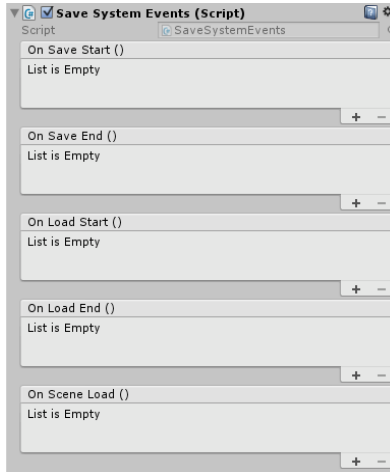 Save System Events (Script)
Script SaveSystemEvents
On Save Start ()
List is Empty
+ −
On Save End ()
List is Empty
+ −
On Load Start ()
List is Empty
+ −
On Load End ()
List is Empty
+ −
On Scene Load ()
List is Empty
+ −